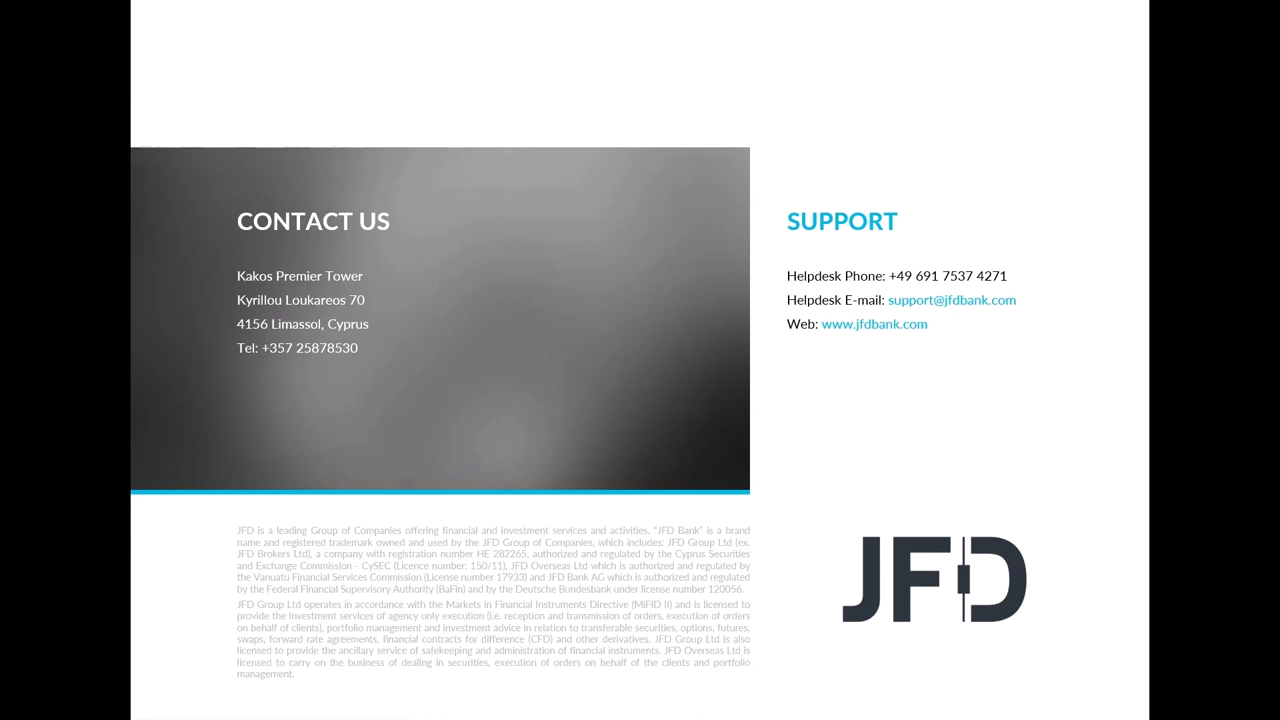 CONTACT US
Kakos Premier Tower
Kyrillou Loukareos 70
4156 Limassol, Cyprus
Tel: +357 25878530
SUPPORT
Helpdesk Phone: +49 691 7537 4271
Helpdesk E-mail: support@jfdbank.com
Web: www.jfdbank.com
JFD is a leading Group of Companies offering financial and investment services and activities. “JFD Bank” is a brand
name and registered trademark owned and used by the JFD Group of Companies, which includes: JFD Group Ltd (ex.
JFD Brokers Ltd), a company with registration number HE 282265, authorized and regulated by the Cyprus Securities
and Exchange Commission - CySEC (Licence number: 150/11), JFD Overseas Ltd which is authorized and regulated by
the Vanuatu Financial Services Commission (License number 17933) and JFD Bank AG which is authorized and regulated
by the Federal Financial Supervisory Authority (BaFin) and by the Deutsche Bundesbank under license number 120056.
JFD Group Ltd operates in accordance with the Markets in Financial Instruments Directive (MiFID II) and is licensed to
provide the investment services of agency only execution (i.e. reception and transmission of orders, execution of orders
on behalf of clients), portfolio management and investment advice in relation to transferable securities, options, futures,
swaps, forward rate agreements, financial contracts for difference (CFD) and other derivatives. JFD Group Ltd is also
licensed to provide the ancillary service of safekeeping and administration of financial instruments. JFD Overseas Ltd is
licensed to carry on the business of dealing in securities, execution of orders on behalf of the clients and portfolio
management.
JFD